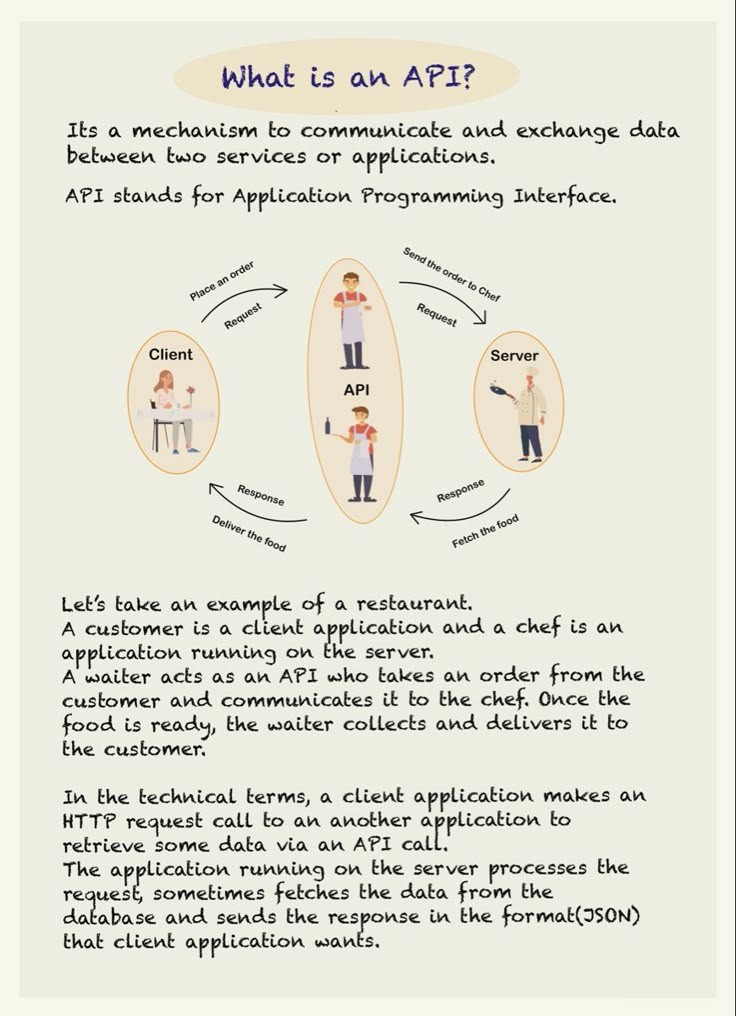 What is an API?
Its a mechanism to communicate and exchange data
between two services or applications.
API stands for Application Programming Interface.
Place an order
Request
Send the order to Chef
Request
Client
API
Server
Response
Deliver the food
Response
Fetch the food
Let's take an example of a restaurant.
A customer is a client application and a chef is an
application running on the server.
A waiter acts as an API who takes an order from the
customer and communicates it to the chef. Once the
food is ready, the waiter collects and delivers it to
the customer.
In the technical terms, a client application makes an
HTTP request call to an another application to
retrieve some data via an API call.
The application running on the server processes the
request, sometimes fetches the data from the
database and sends the response in the format(JSON)
that client application wants.